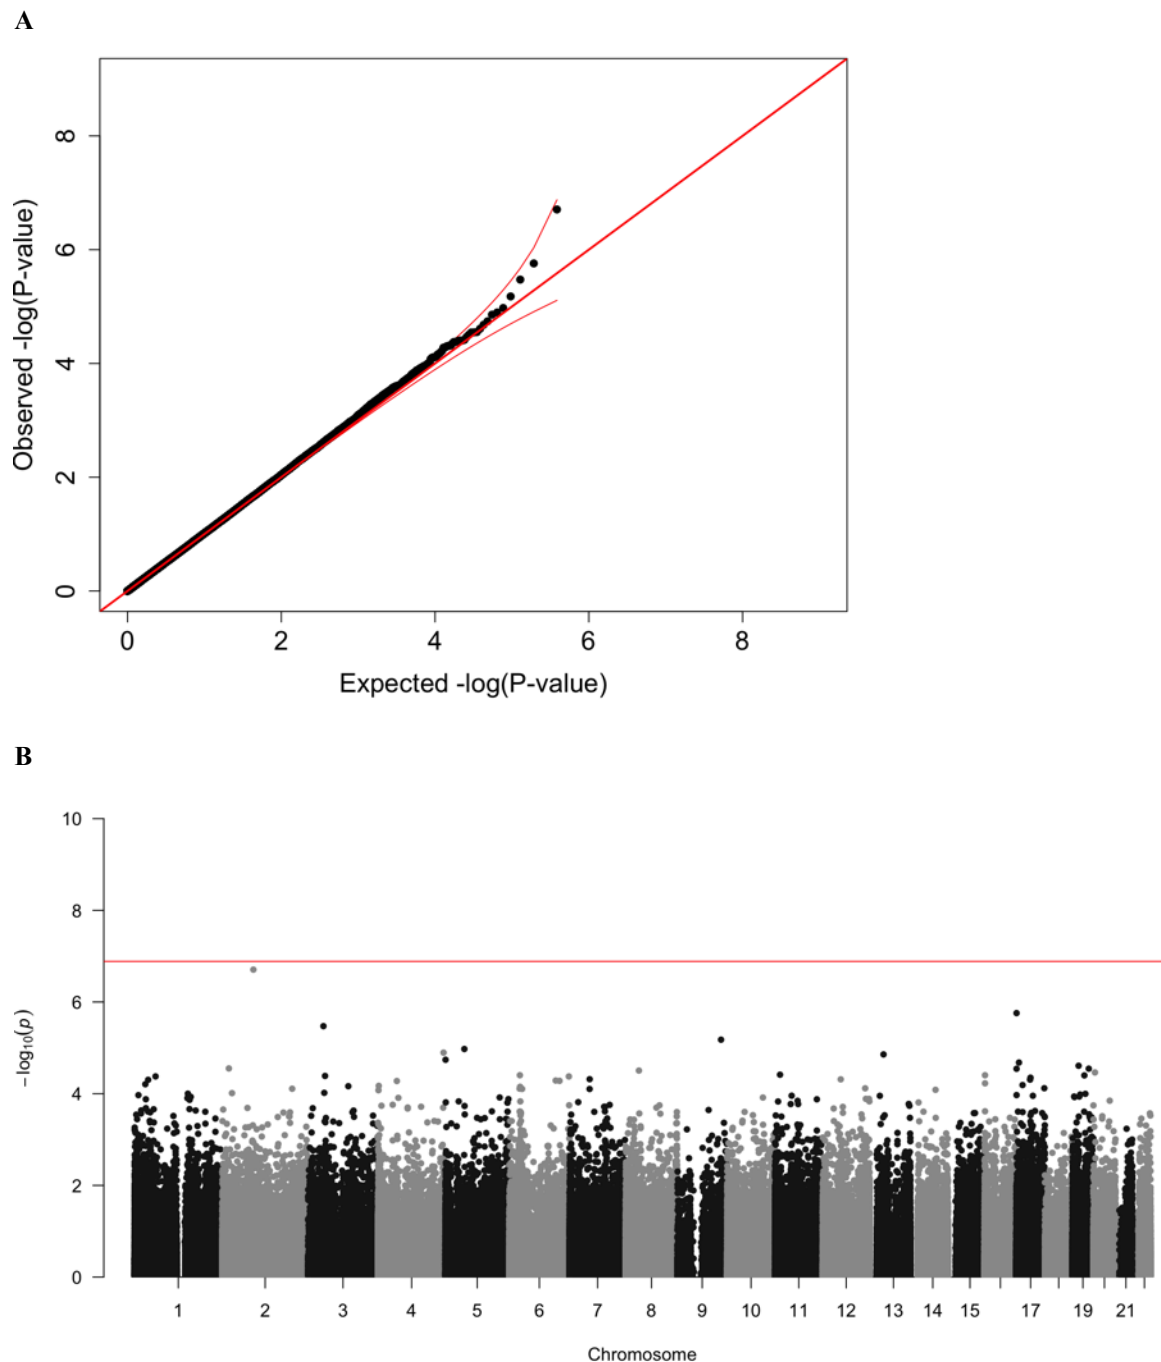 A
8
6
4
2
0
Observed -log(P-value)
0 2 4 6 8
Expected -log(P-value)
B
10
8
6
4
2
0
−log10(p)
1 2 3 4 5 6 7 8 9 10 11 12 13 14 15 17 19 21
Chromosome